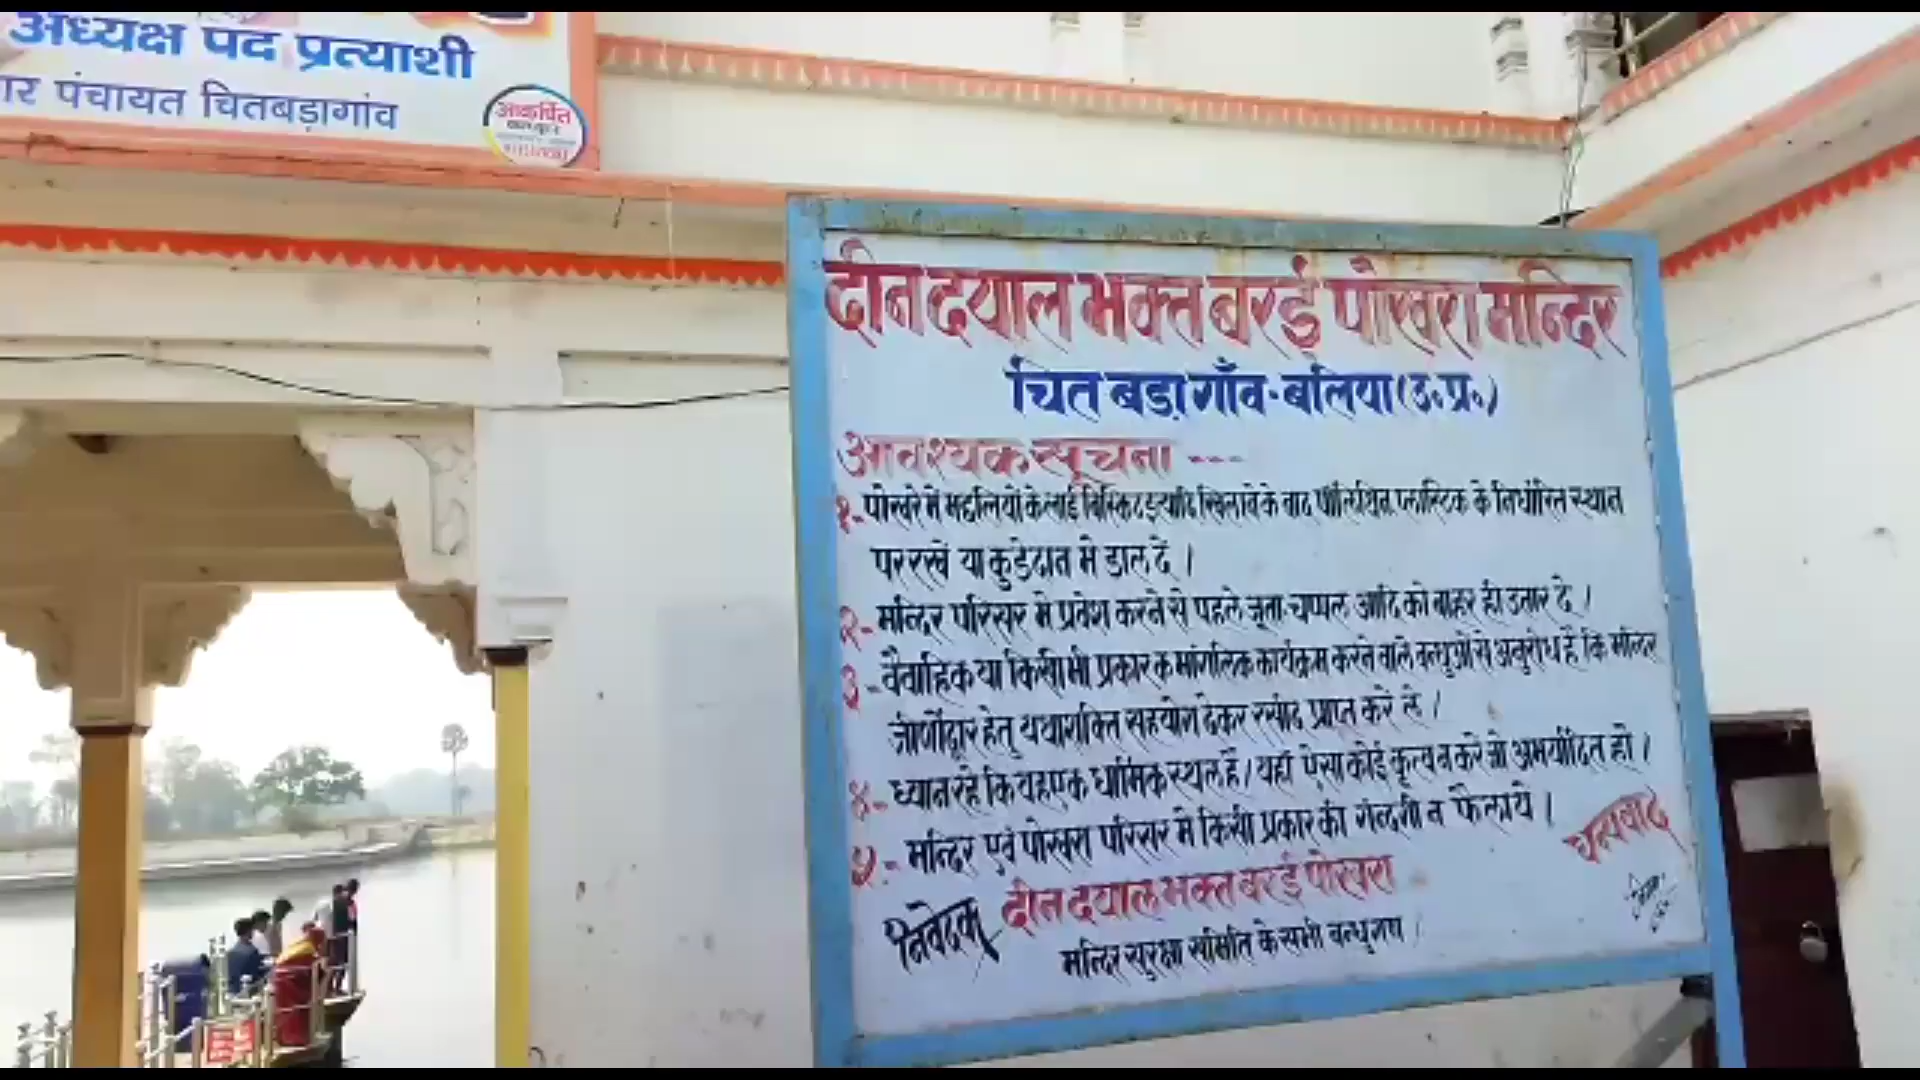 अध्यक्ष पद प्रत्याशी
पंचायत चितबड़ागांव
आकर्षित
दीन दयाल भक्त बरई पोखरा मन्दिर
चित बड़ा गाँव-बलिया (उ॰प्र॰)
आवश्यक सूचना ---
१- पोखरे में मछलियों के लाई बिस्किट इत्यादि खिलाने के बाद पॉलिथिन प्लास्टिक के निर्धारित स्थान
पर रखें या कुडेदान में डाल दें ।
२- मन्दिर परिसर मे प्रवेश करने से पहले जूता-चप्पल आदि को बाहर ही उतार दे ।
३- वैवाहिक या किसी भी प्रकार क मांगलिक कार्यक्रम करने वाले बन्धुओं से अनुरोध हैं कि मन्दिर
जीर्णोद्वार हेतु यथाशक्ति सहयोग देकर रसीद प्राप्त करे ले ।
४- ध्यान रहे कि यह एक धार्मिक स्थल हैं । यहाँ ऐसा कोई कृत्व न करे जो अमर्यादित हो ।
५:- मन्दिर एवं पोखरा परिसर मे किसी प्रकार की गन्दगी न फैलाये ।
धन्यवाद
निवेदक दीन दयाल भक्त बरई पोखरा
मन्दिर सुरक्षा समिति के सभी बन्धुगण ।